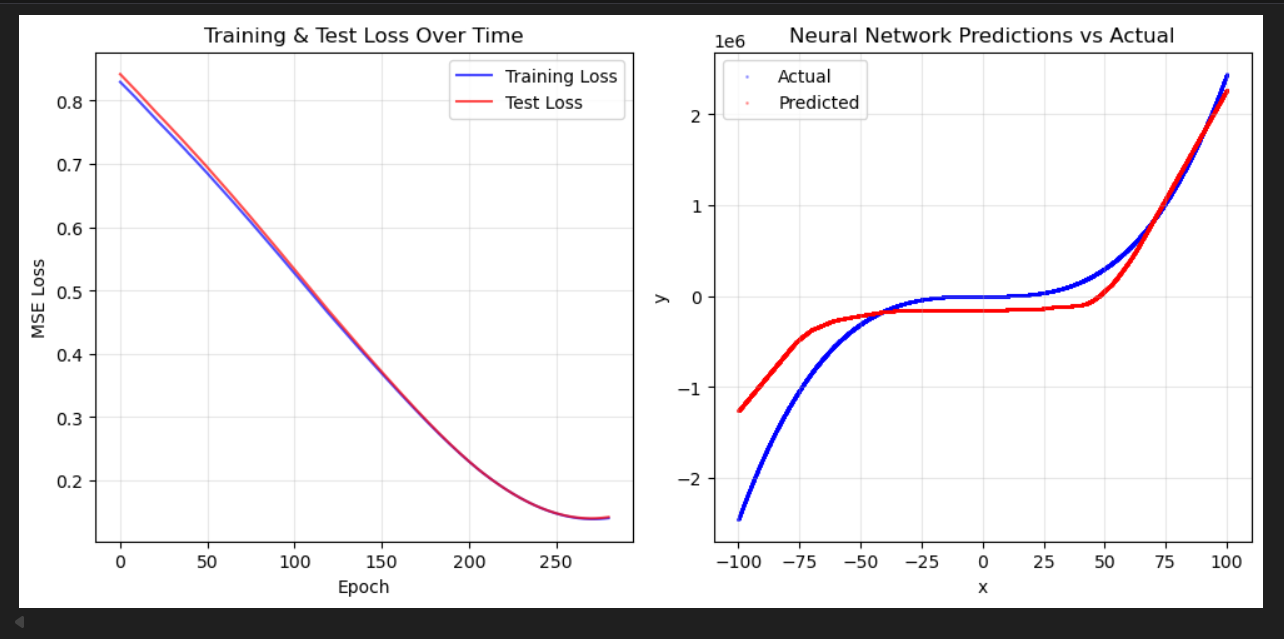 Training & Test Loss Over Time
Training Loss
Test Loss
MSE Loss
0.8
0.7
0.6
0.5
0.4
0.3
0.2
0
50
100
150
200
250
Epoch
Neural Network Predictions vs Actual
1e6
Actual
Predicted
y
2
1
0
−1
−2
−100
−75
−50
−25
0
25
50
75
100
x